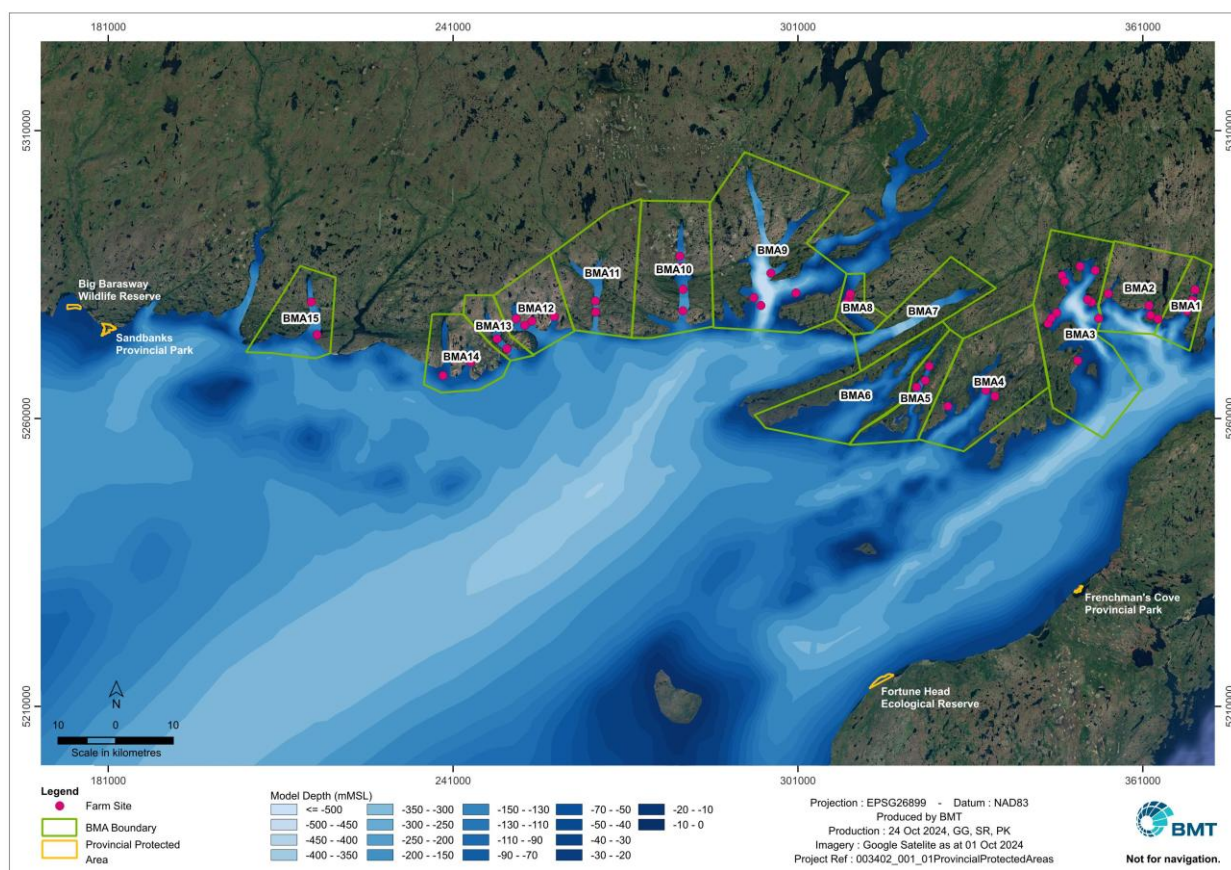 181000
241000
301000
361000
5310000
5310000
BMA9
BMA11
BMA10
BMA12
BMA8
BMA2
BMA1
Big Barasway
Wildlife Reserve
BMA15
BMA13
BMA7
BMA3
Sandbanks
Provincial Park
BMA14
BMA6
BMA5
BMA4
5260000
5260000
Frenchman's Cove
Provincial Park
Fortune Head
Ecological Reserve
5210000
5210000
N
10 0 10
Scale in kilometres
181000
241000
301000
361000
Legend
Farm Site
BMA Boundary
Provincial Protected
Area
Model Depth (mMSL)
<= -500
-500 - -450
-450 - -400
-400 - -350
-350 - -300
-300 - -250
-250 - -200
-200 - -150
-150 - -130
-130 - -110
-110 - -90
-90 - -70
-70 - -50
-50 - -40
-40 - -30
-30 - -20
-20 - -10
-10 - 0
Projection : EPSG26899 - Datum : NAD83
Produced by BMT
Production : 24 Oct 2024, GG, SR, PK
Imagery : Google Satelite as at 01 Oct 2024
Project Ref : 003402_001_01ProvincialProtectedAreas
BMT
Not for navigation.